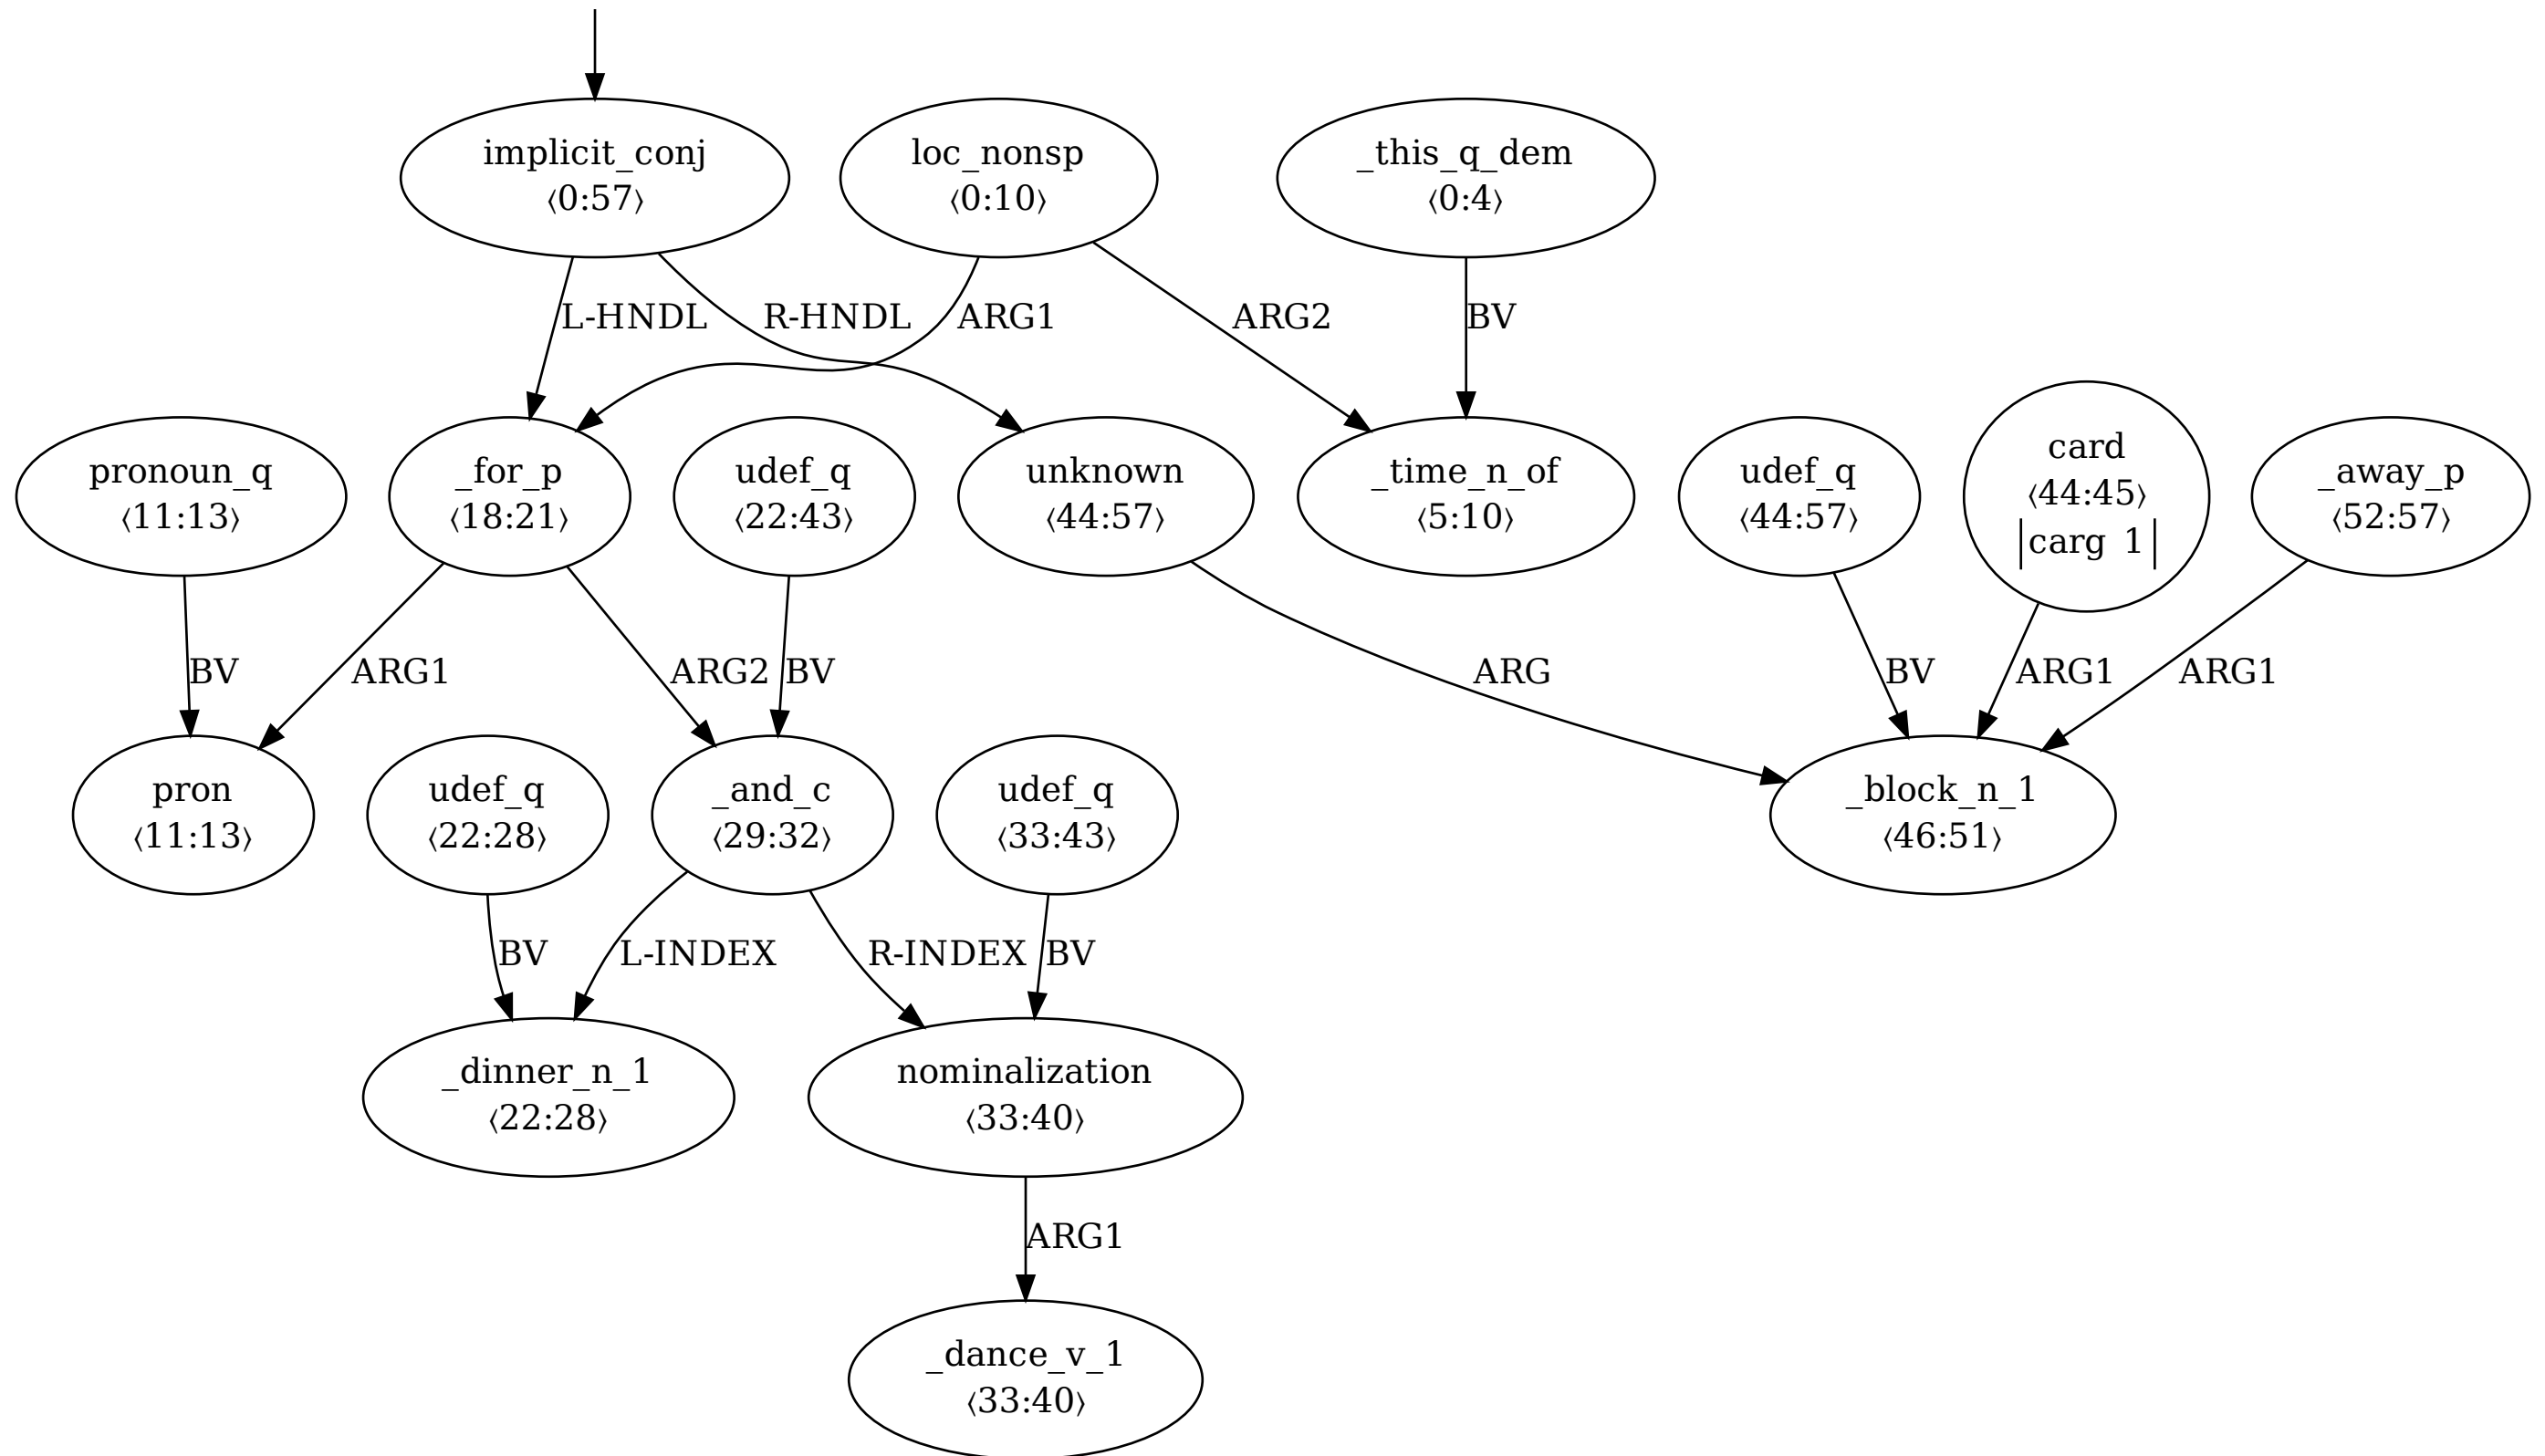 implicit_conj
⟨0:57⟩
loc_nonsp
⟨0:10⟩
_this_q_dem
⟨0:4⟩
L-HNDL
R-HNDL
ARG1
ARG2
BV
pronoun_q
⟨11:13⟩
_for_p
⟨18:21⟩
udef_q
⟨22:43⟩
unknown
⟨44:57⟩
_time_n_of
⟨5:10⟩
udef_q
⟨44:57⟩
card
⟨44:45⟩
|carg 1|
_away_p
⟨52:57⟩
BV
ARG1
ARG2
BV
ARG
BV
ARG1
ARG1
pron
⟨11:13⟩
udef_q
⟨22:28⟩
_and_c
⟨29:32⟩
udef_q
⟨33:43⟩
_block_n_1
⟨46:51⟩
BV
L-INDEX
R-INDEX
BV
_dinner_n_1
⟨22:28⟩
nominalization
⟨33:40⟩
ARG1
_dance_v_1
⟨33:40⟩